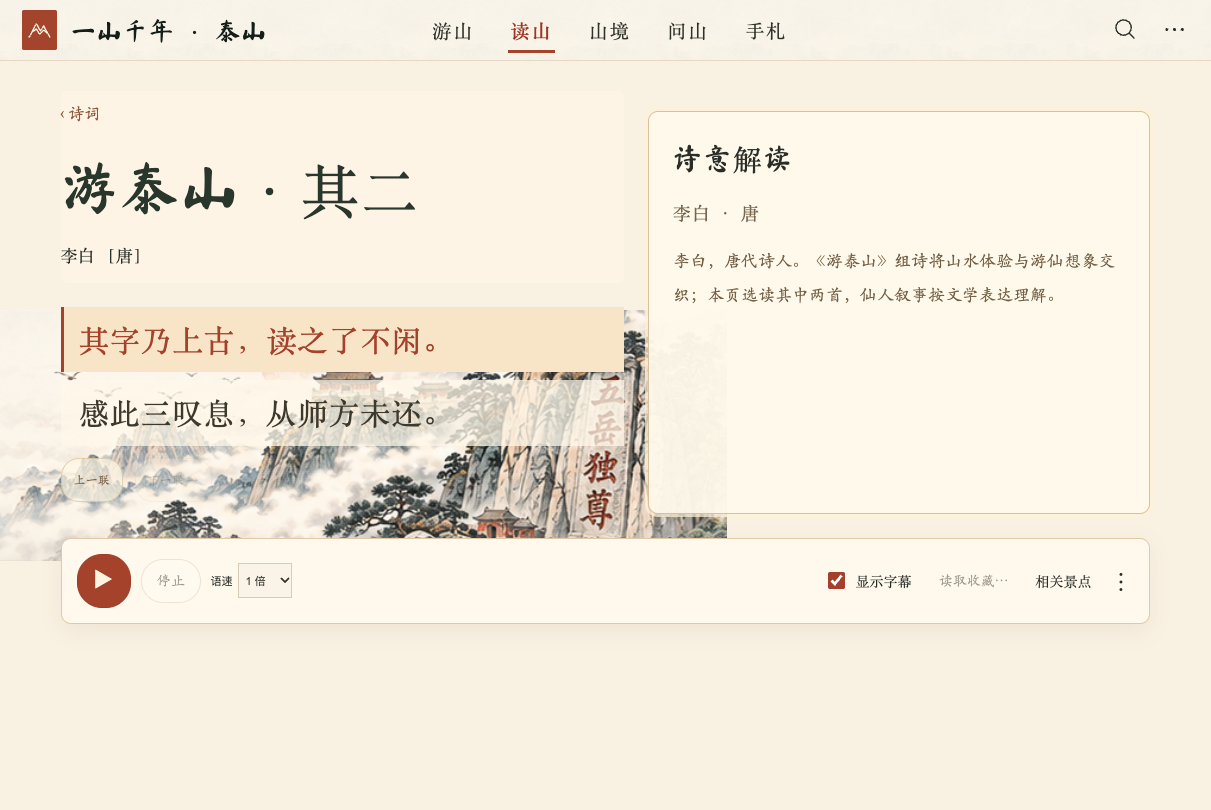 一山千年 · 泰山
游山 读山 山境 问山 手札
‹ 诗词
游泰山 · 其二
李白 [唐]
其字乃上古，读之了不闲。
感此三叹息，从师方未还。
上一联
五岳独尊
诗意解读
李白 · 唐
李白，唐代诗人。《游泰山》组诗将山水体验与游仙想象交
织；本页选读其中两首，仙人叙事按文学表达理解。
停止 语速 1 倍
显示字幕 读取收藏… 相关景点